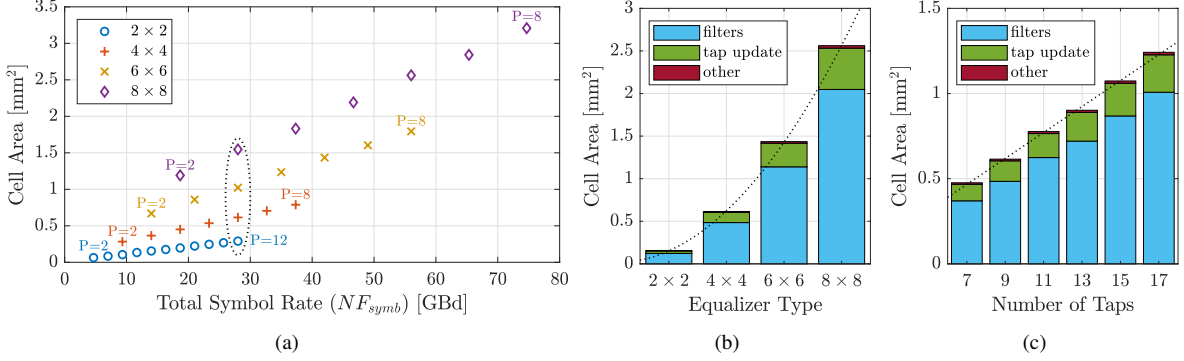 4
3.5
3
2.5
2
1.5
1
0.5
0
0 10 20 30 40 50 60 70 80
Cell Area [mm²]
Total Symbol Rate (NF_symb) [GBd]
2 × 2
4 × 4
6 × 6
8 × 8
P=8
P=2
P=8
P=2
P=8
P=2
P=2
P=12
(a)
3
2.5
2
1.5
1
0.5
0
Cell Area [mm²]
filters
tap update
other
2 × 2 4 × 4 6 × 6 8 × 8
Equalizer Type
(b)
1.5
1
0.5
0
Cell Area [mm²]
filters
tap update
other
7 9 11 13 15 17
Number of Taps
(c)